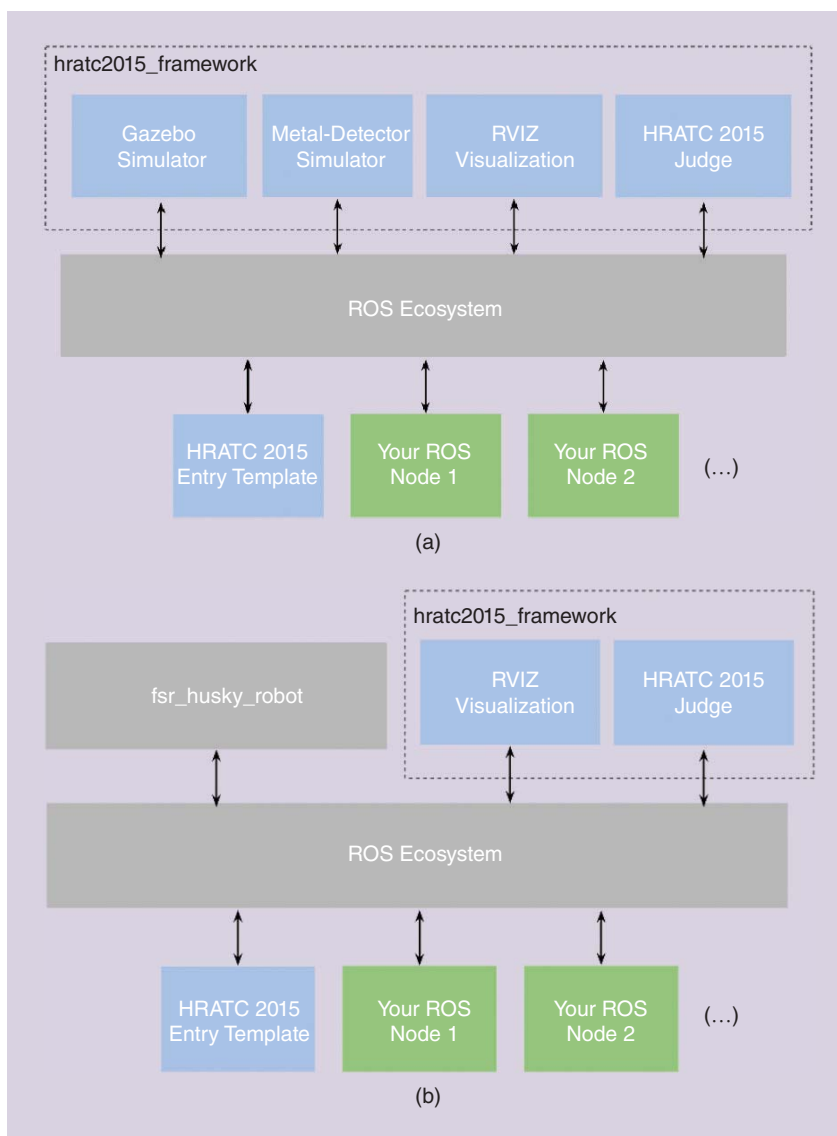 hratc2015_framework
Gazebo
Simulator
Metal-Detector
Simulator
RVIZ
Visualization
HRATC 2015
Judge
ROS Ecosystem
HRATC 2015
Entry Template
Your ROS
Node 1
Your ROS
Node 2
(...)
(a)
hratc2015_framework
fsr_husky_robot
RVIZ
Visualization
HRATC 2015
Judge
ROS Ecosystem
HRATC 2015
Entry Template
Your ROS
Node 1
Your ROS
Node 2
(...)
(b)